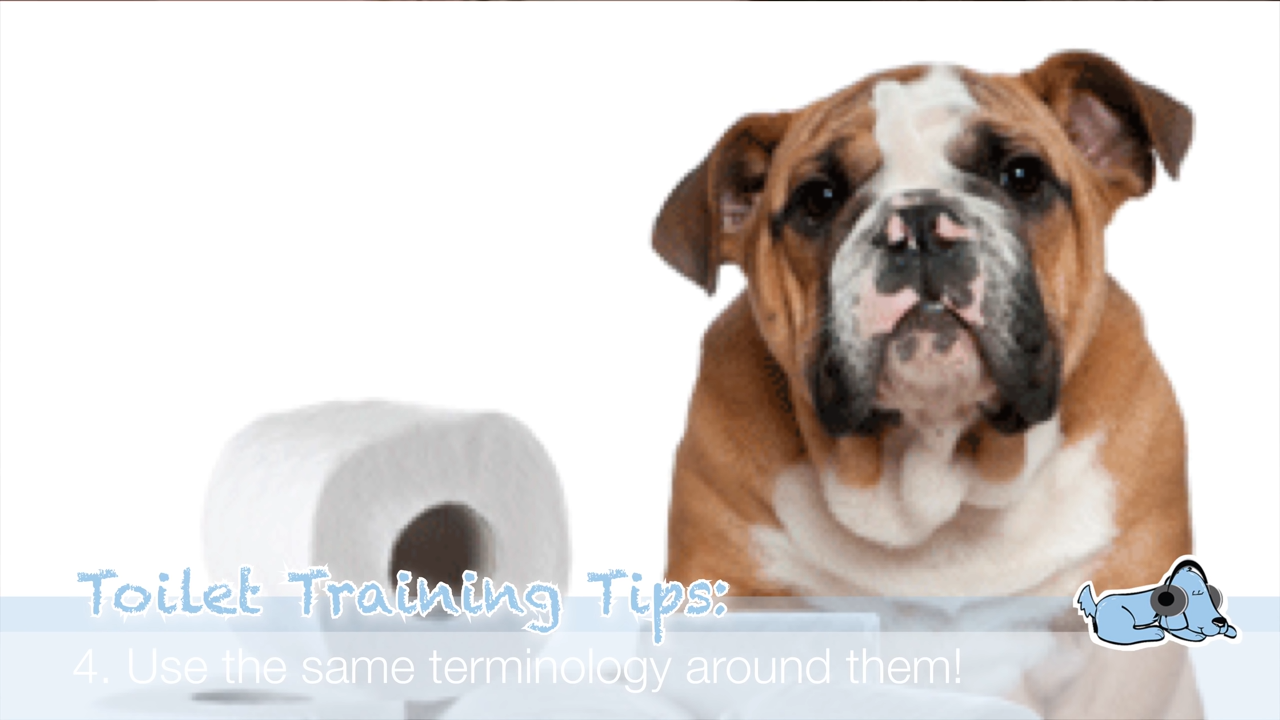 Toilet Training Tips:
4. Use the same terminology around them!